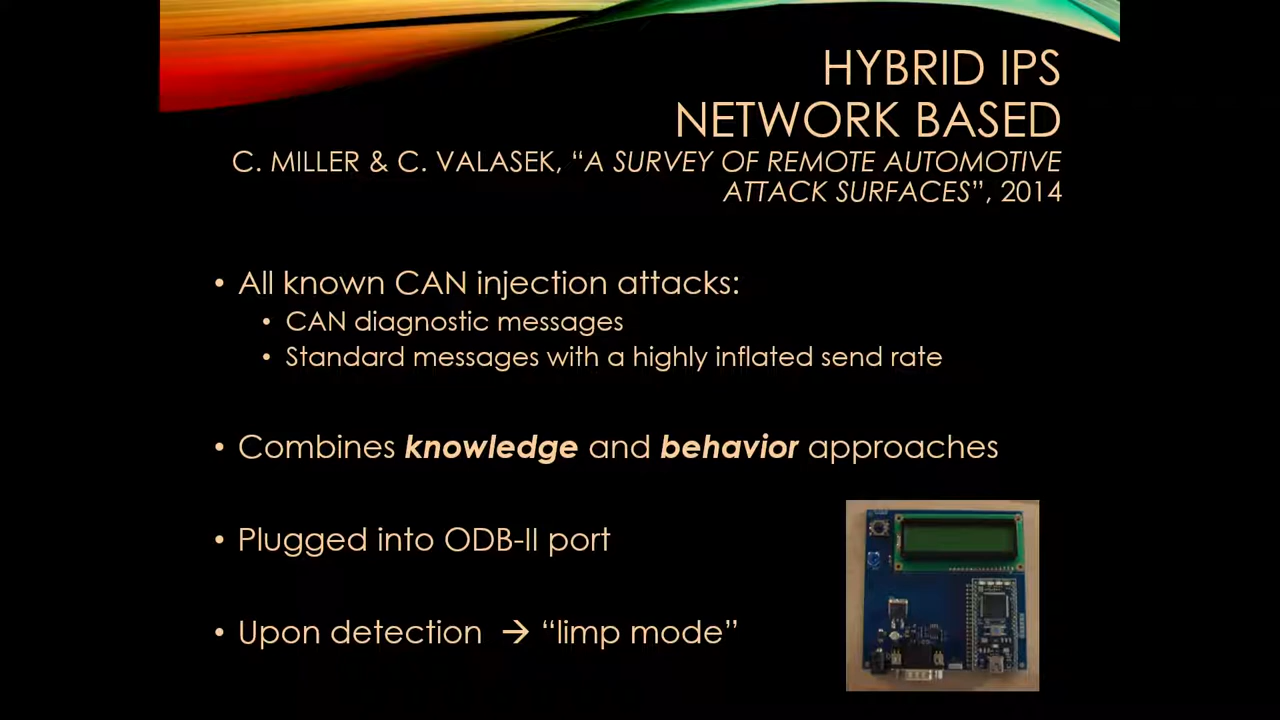 HYBRID IPS
NETWORK BASED
C. MILLER & C. VALASEK, “A SURVEY OF REMOTE AUTOMOTIVE
ATTACK SURFACES”, 2014
• All known CAN injection attacks:
• CAN diagnostic messages
• Standard messages with a highly inflated send rate
• Combines knowledge and behavior approaches
• Plugged into ODB-II port
• Upon detection → “limp mode”